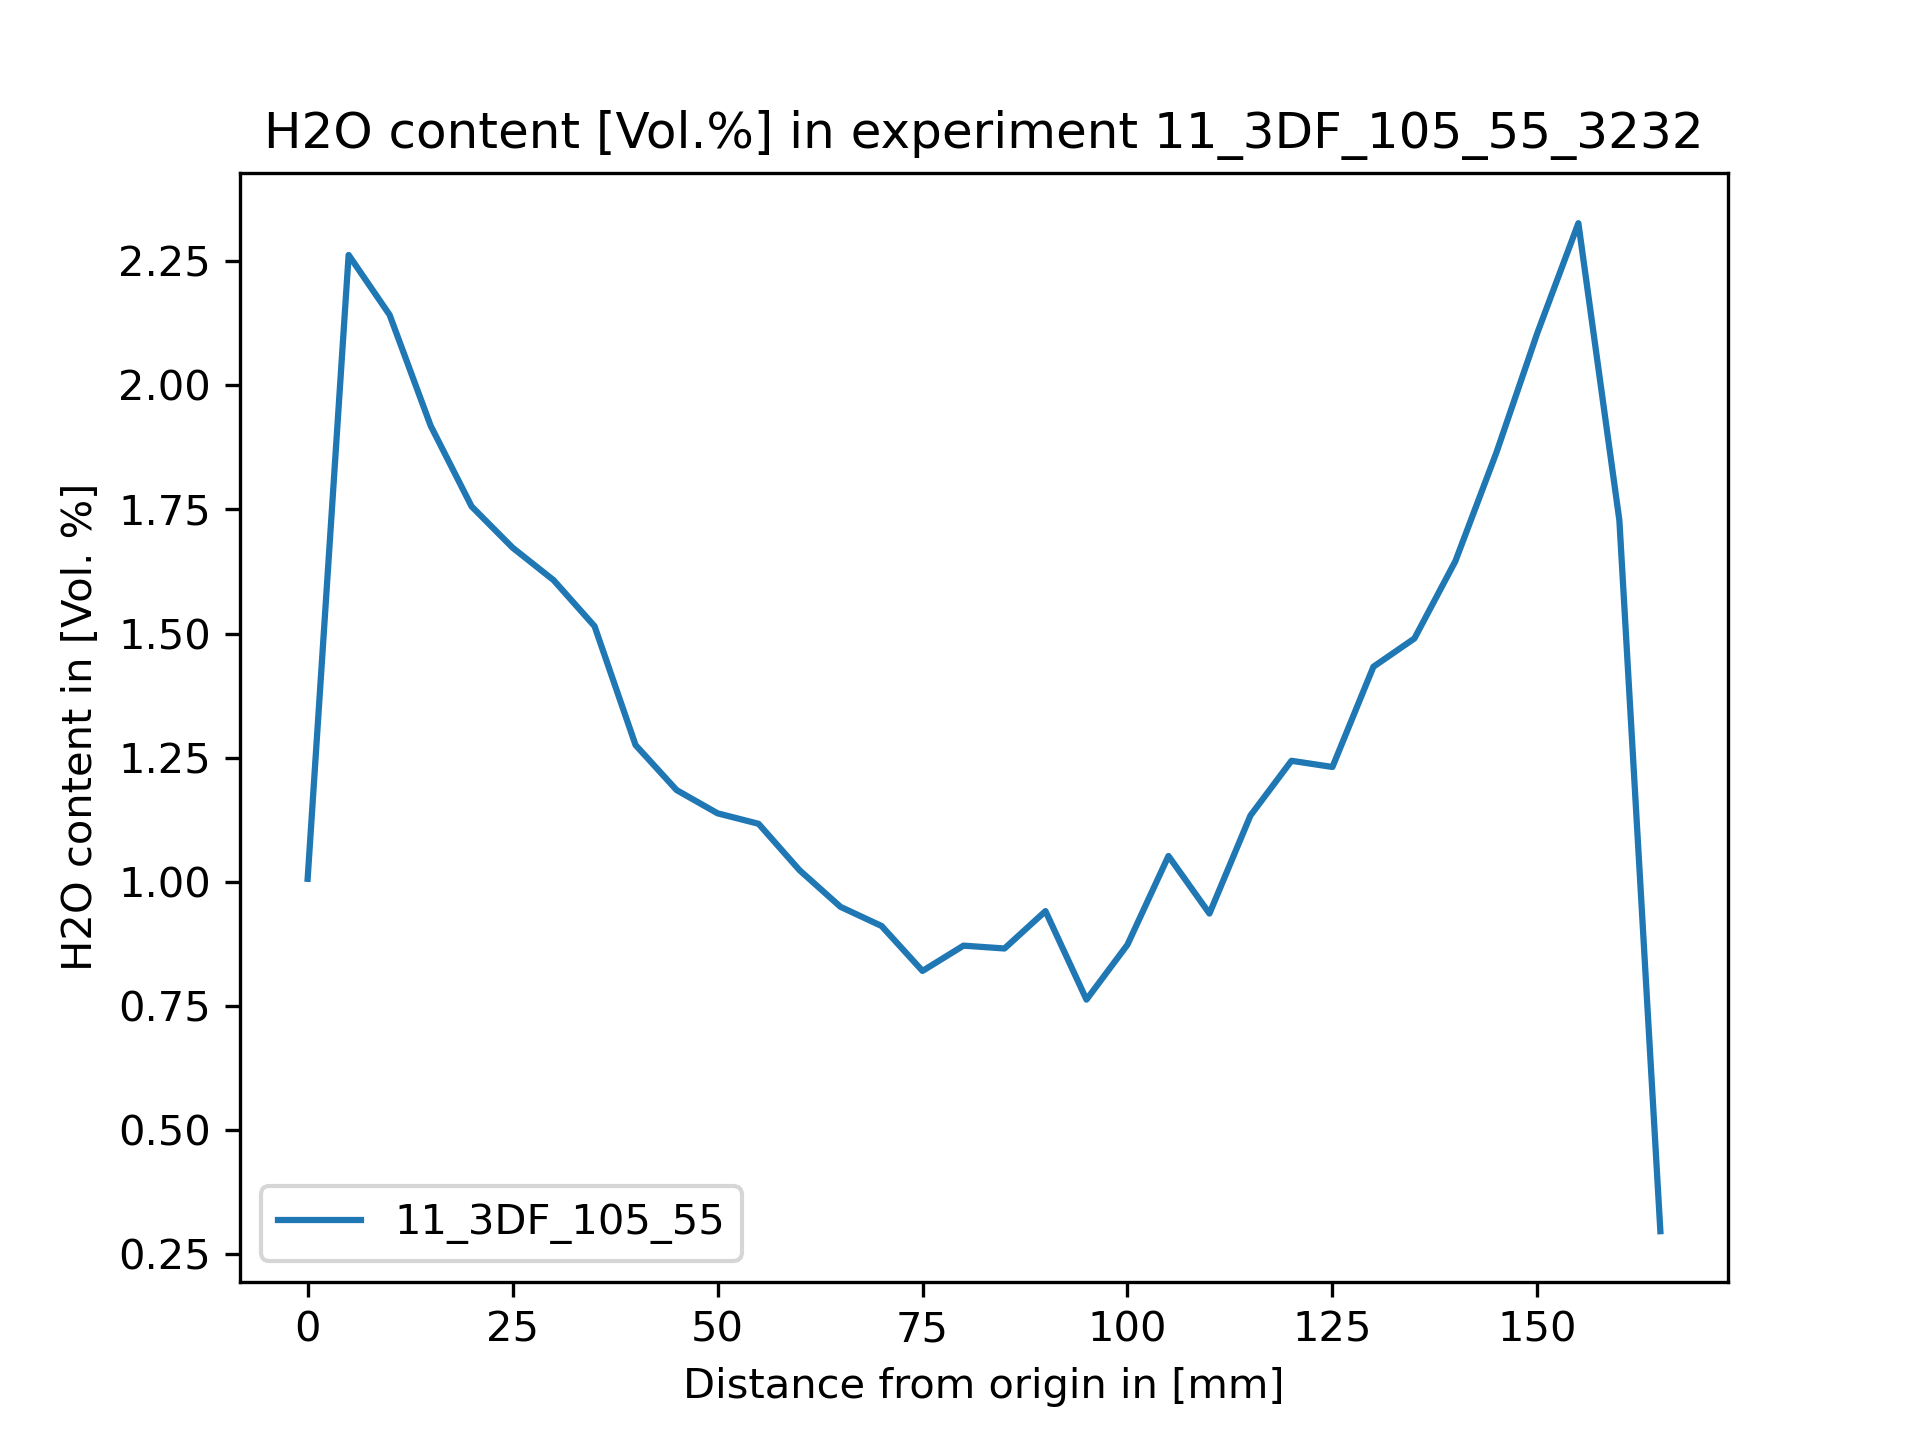 H2O content [Vol.%] in experiment 11_3DF_105_55_3232
H2O content in [Vol. %]
2.25
2.00
1.75
1.50
1.25
1.00
0.75
0.50
0.25
11_3DF_105_55
0 25 50 75 100 125 150
Distance from origin in [mm]